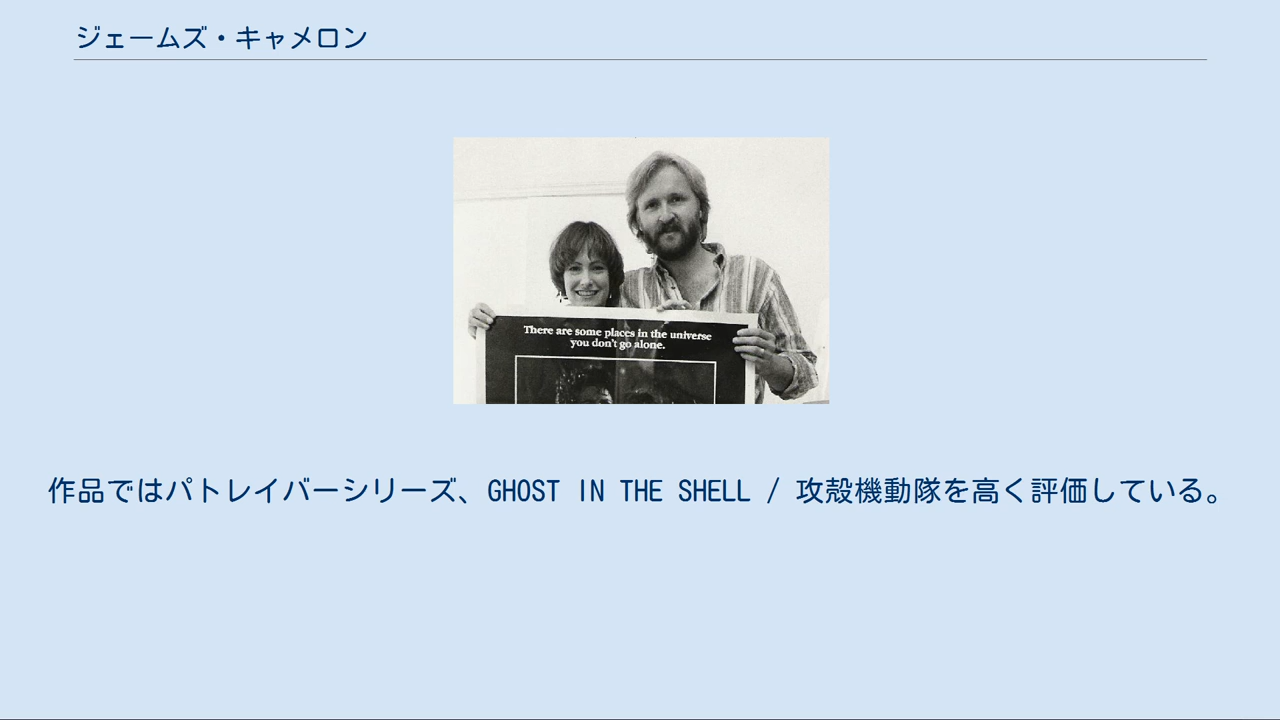 ジェームズ・キャメロン
There are some places in the universe
you don't go alone.
作品ではパトレイバーシリーズ、GHOST IN THE SHELL / 攻殻機動隊を高く評価している。